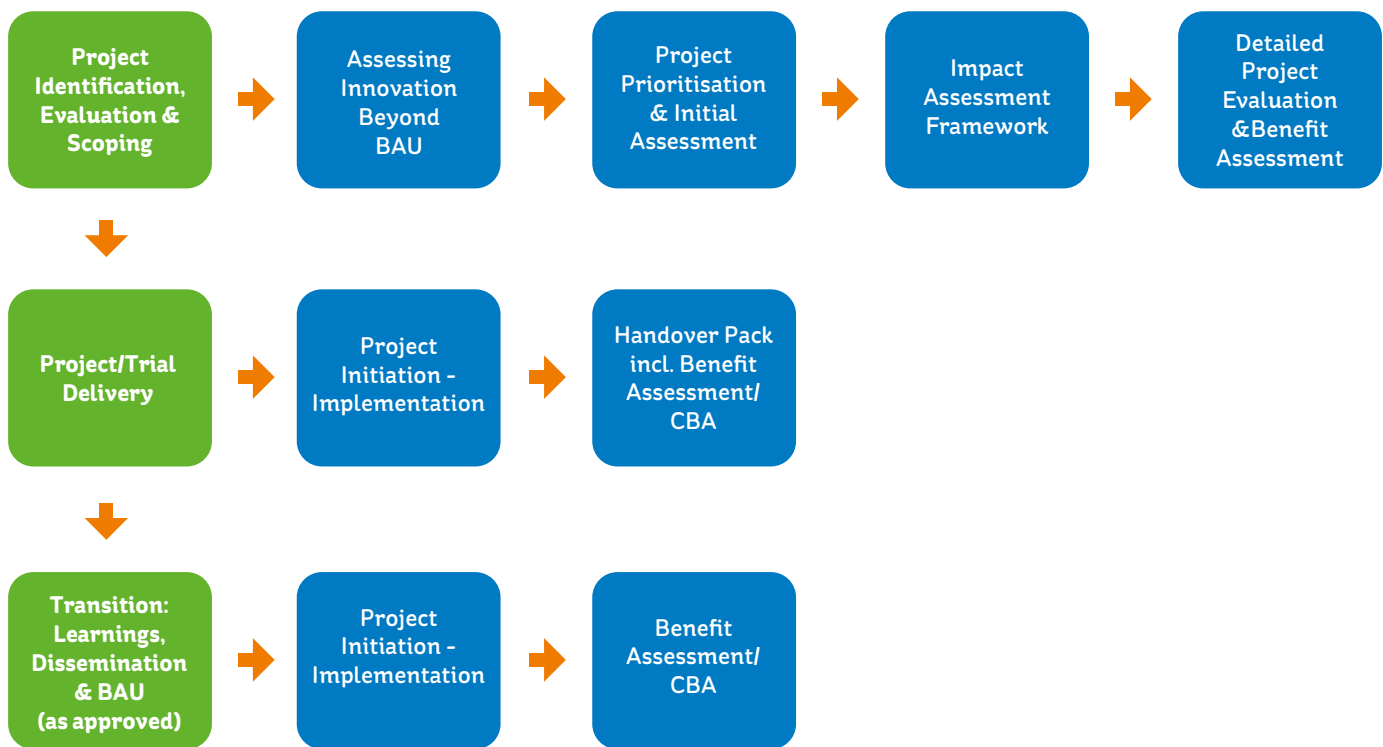 Project
Identification,
Evaluation &
Scoping
Assessing
Innovation
Beyond
BAU
Project
Prioritisation
& Initial
Assessment
Impact
Assessment
Framework
Detailed
Project
Evaluation
&Benefit
Assessment
Project/Trial
Delivery
Project
Initiation -
Implementation
Handover Pack
incl. Benefit
Assessment/
CBA
Transition:
Learnings,
Dissemination
& BAU
(as approved)
Project
Initiation -
Implementation
Benefit
Assessment/
CBA